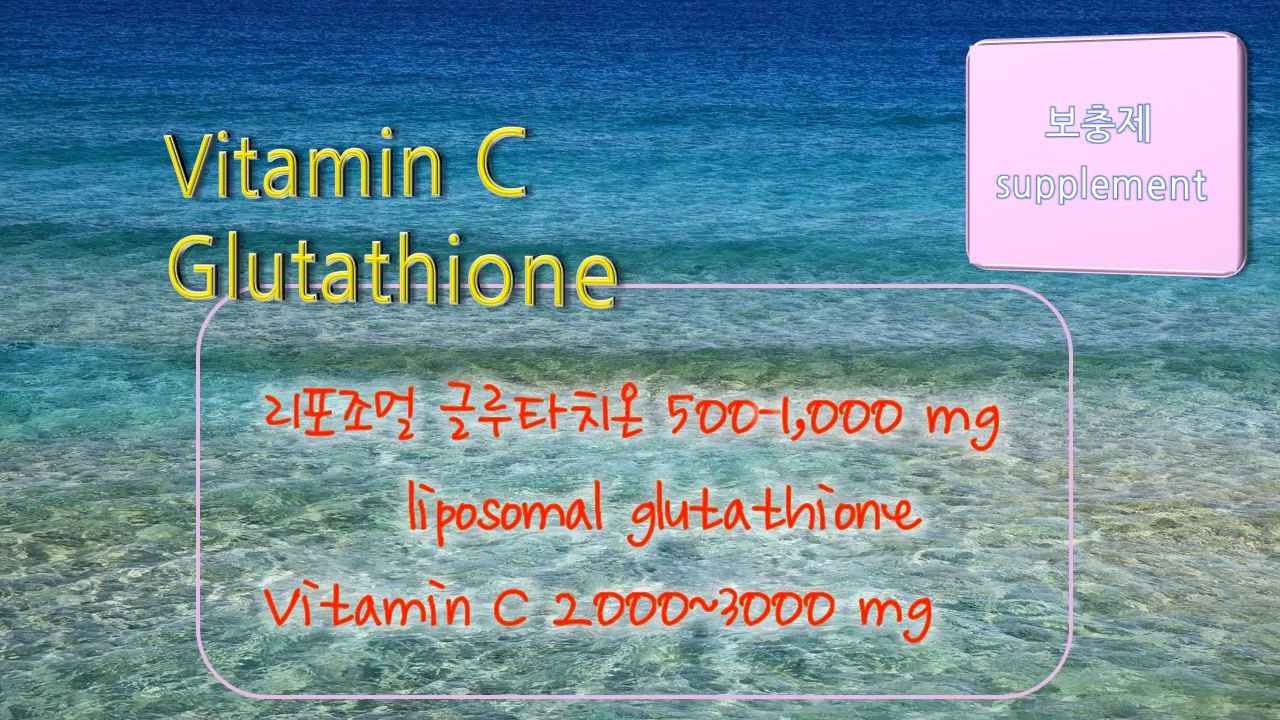 보충제
supplement
Vitamin C
Glutathione
리포조멀 글루타치온 500-1,000 mg
liposomal glutathione
Vitamin C 2000~3000 mg